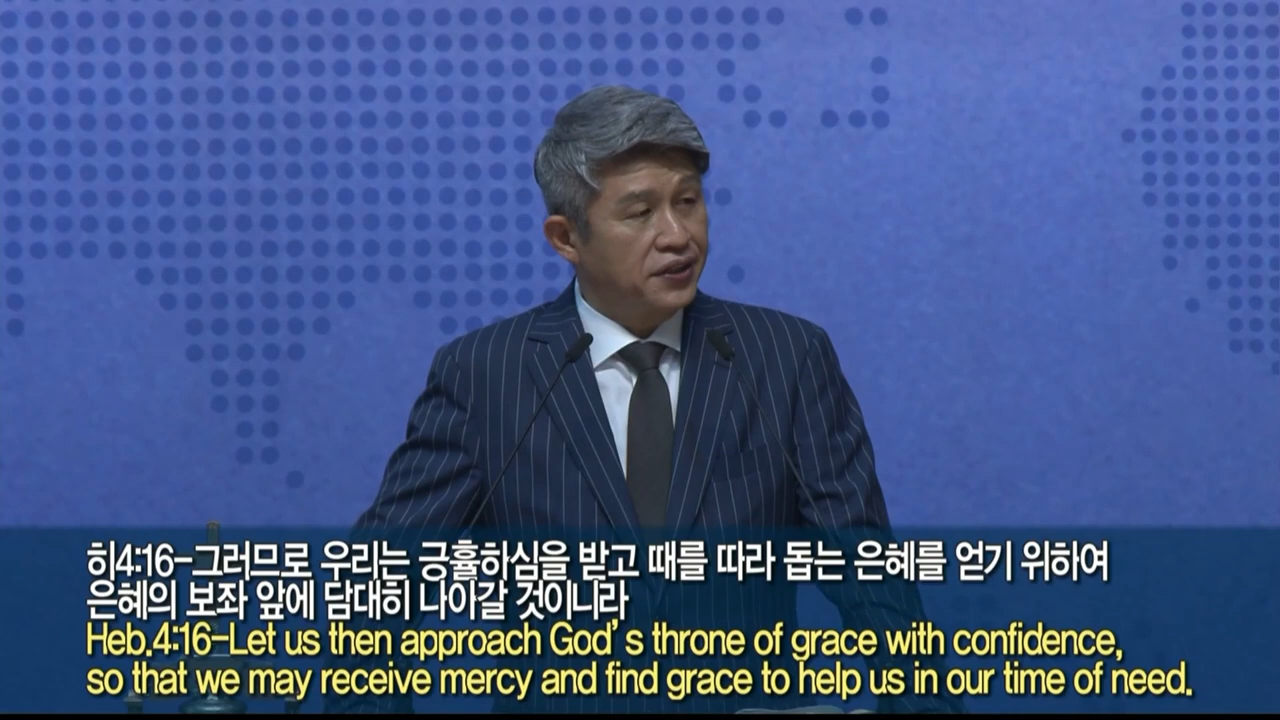 히4:16-그러므로 우리는 긍휼하심을 받고 때를 따라 돕는 은혜를 얻기 위하여
은혜의 보좌 앞에 담대히 나아갈 것이니라
Heb.4:16-Let us then approach God's throne of grace with confidence,
so that we may receive mercy and find grace to help us in our time of need.